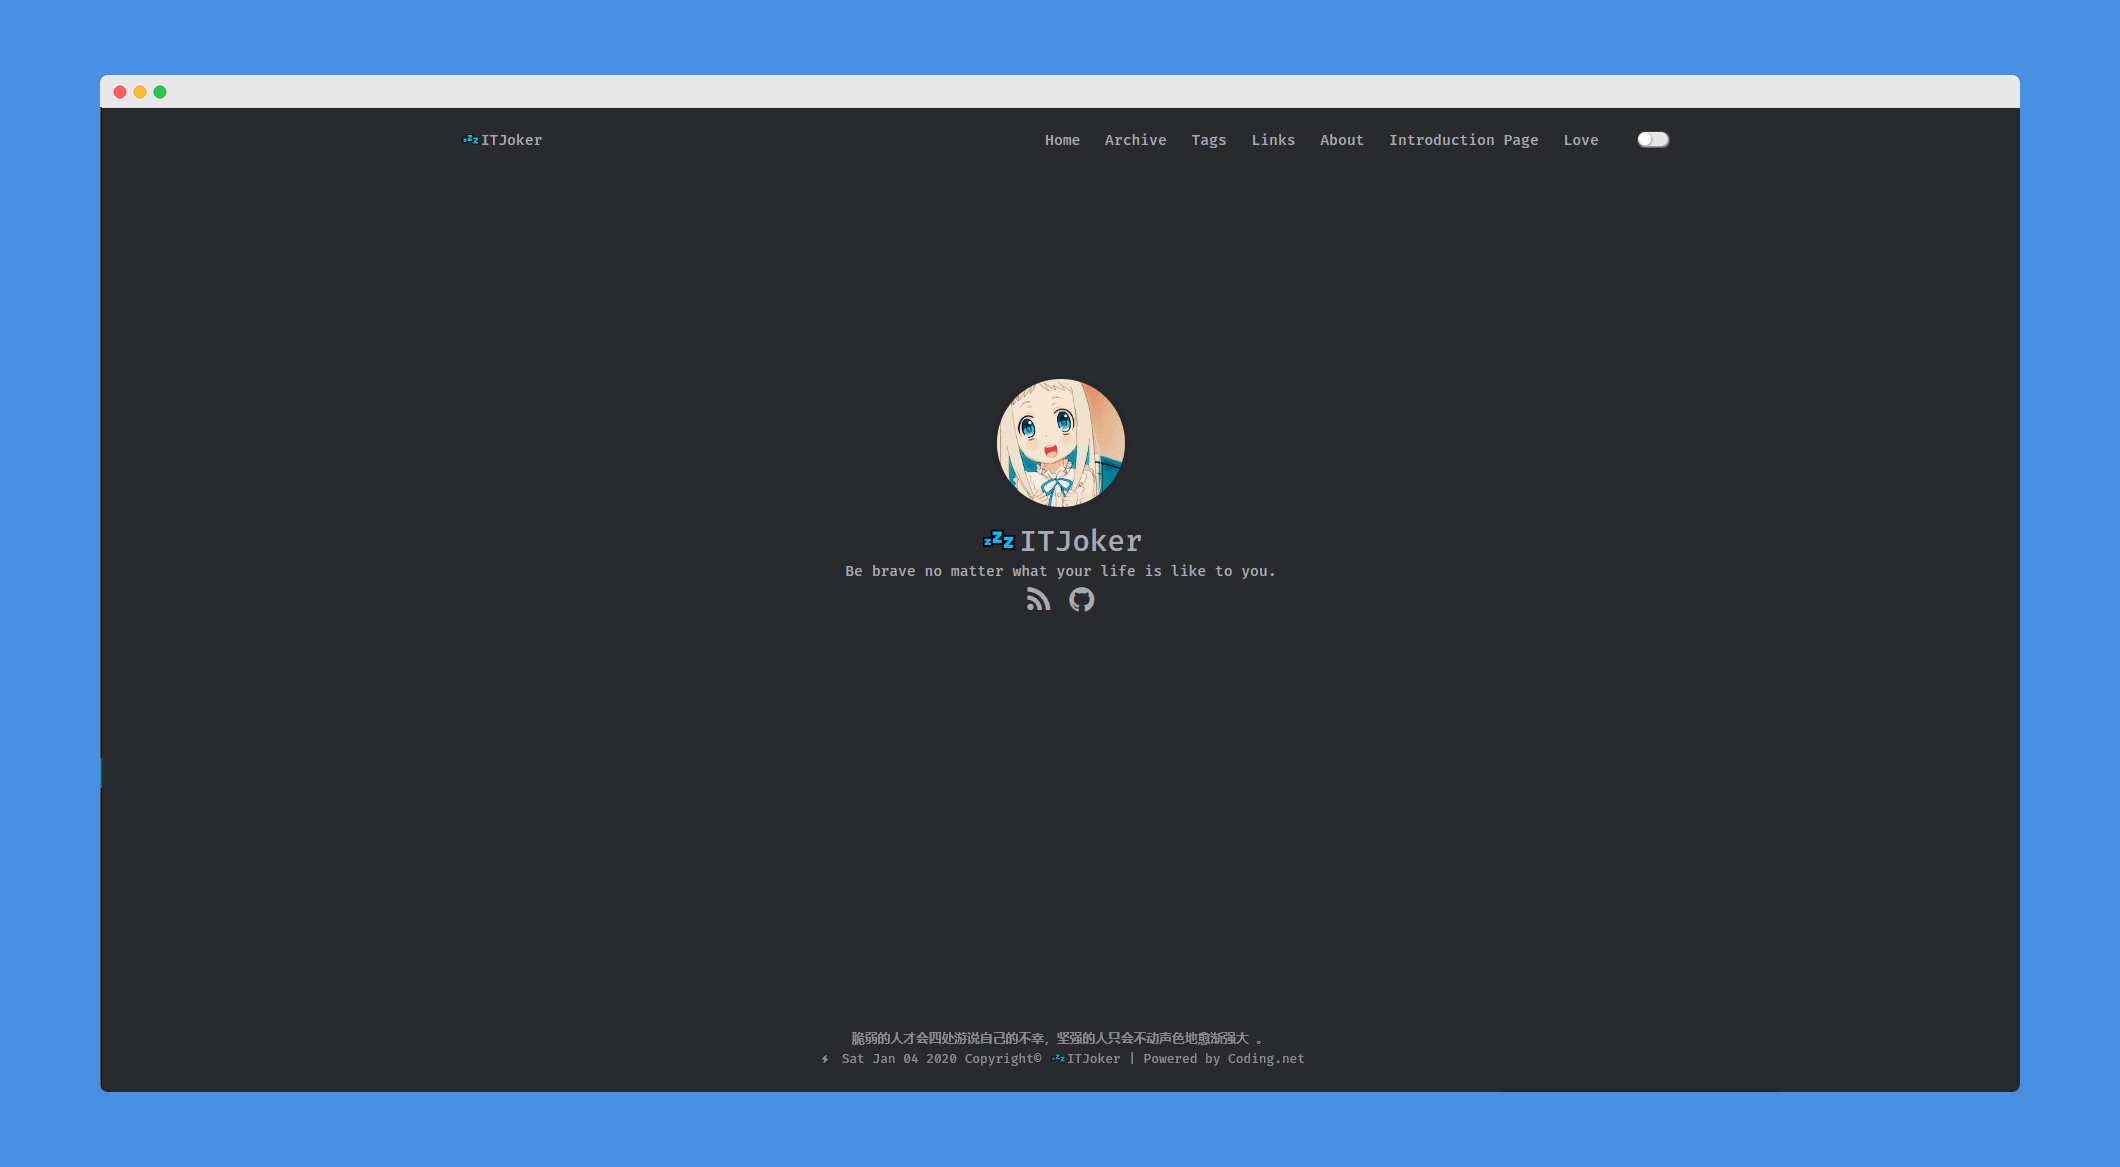 💤ITJoker
Home Archive Tags Links About Introduction Page Love
💤ITJoker
Be brave no matter what your life is like to you.
脆弱的人才会四处游说自己的不幸，坚强的人只会不动声色地愈渐强大 。
⚡ Sat Jan 04 2020 Copyright© 💤ITJoker | Powered by Coding.net